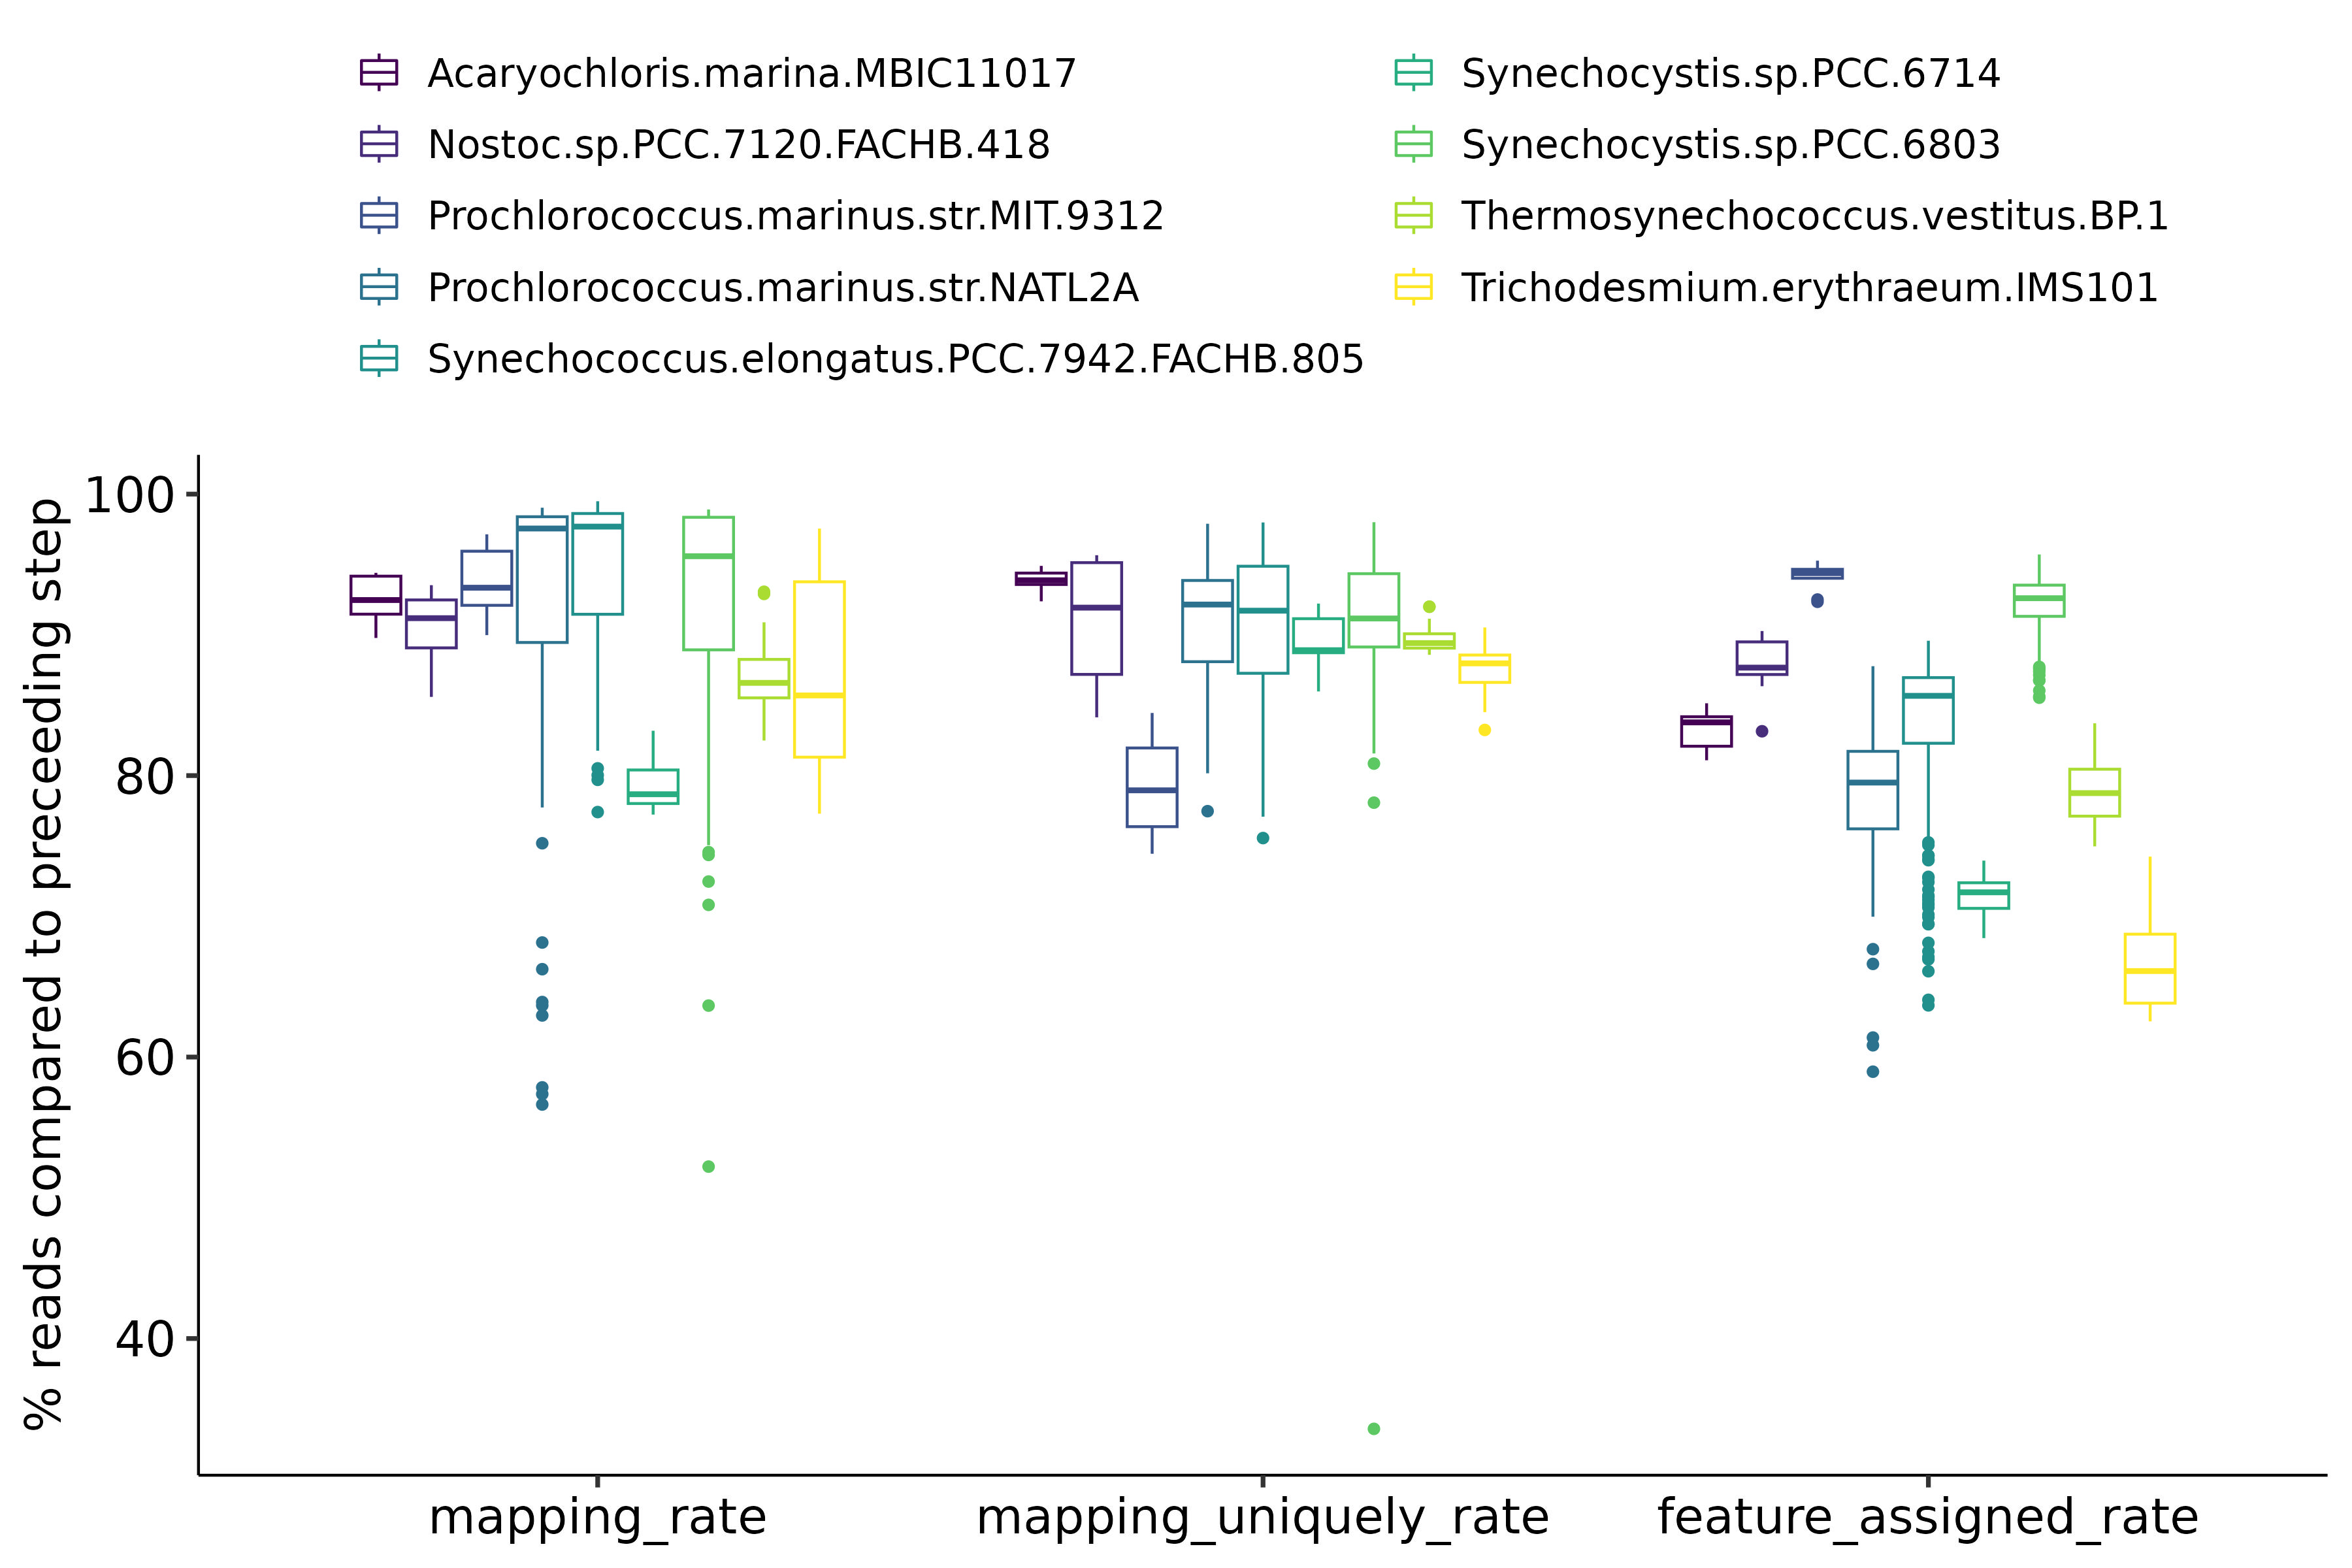 Acaryochloris.marina.MBIC11017
Nostoc.sp.PCC.7120.FACHB.418
Prochlorococcus.marinus.str.MIT.9312
Prochlorococcus.marinus.str.NATL2A
Synechococcus.elongatus.PCC.7942.FACHB.805
Synechocystis.sp.PCC.6714
Synechocystis.sp.PCC.6803
Thermosynechococcus.vestitus.BP.1
Trichodesmium.erythraeum.IMS101
% reads compared to preceeding step
100
80
60
40
mapping_rate
mapping_uniquely_rate
feature_assigned_rate